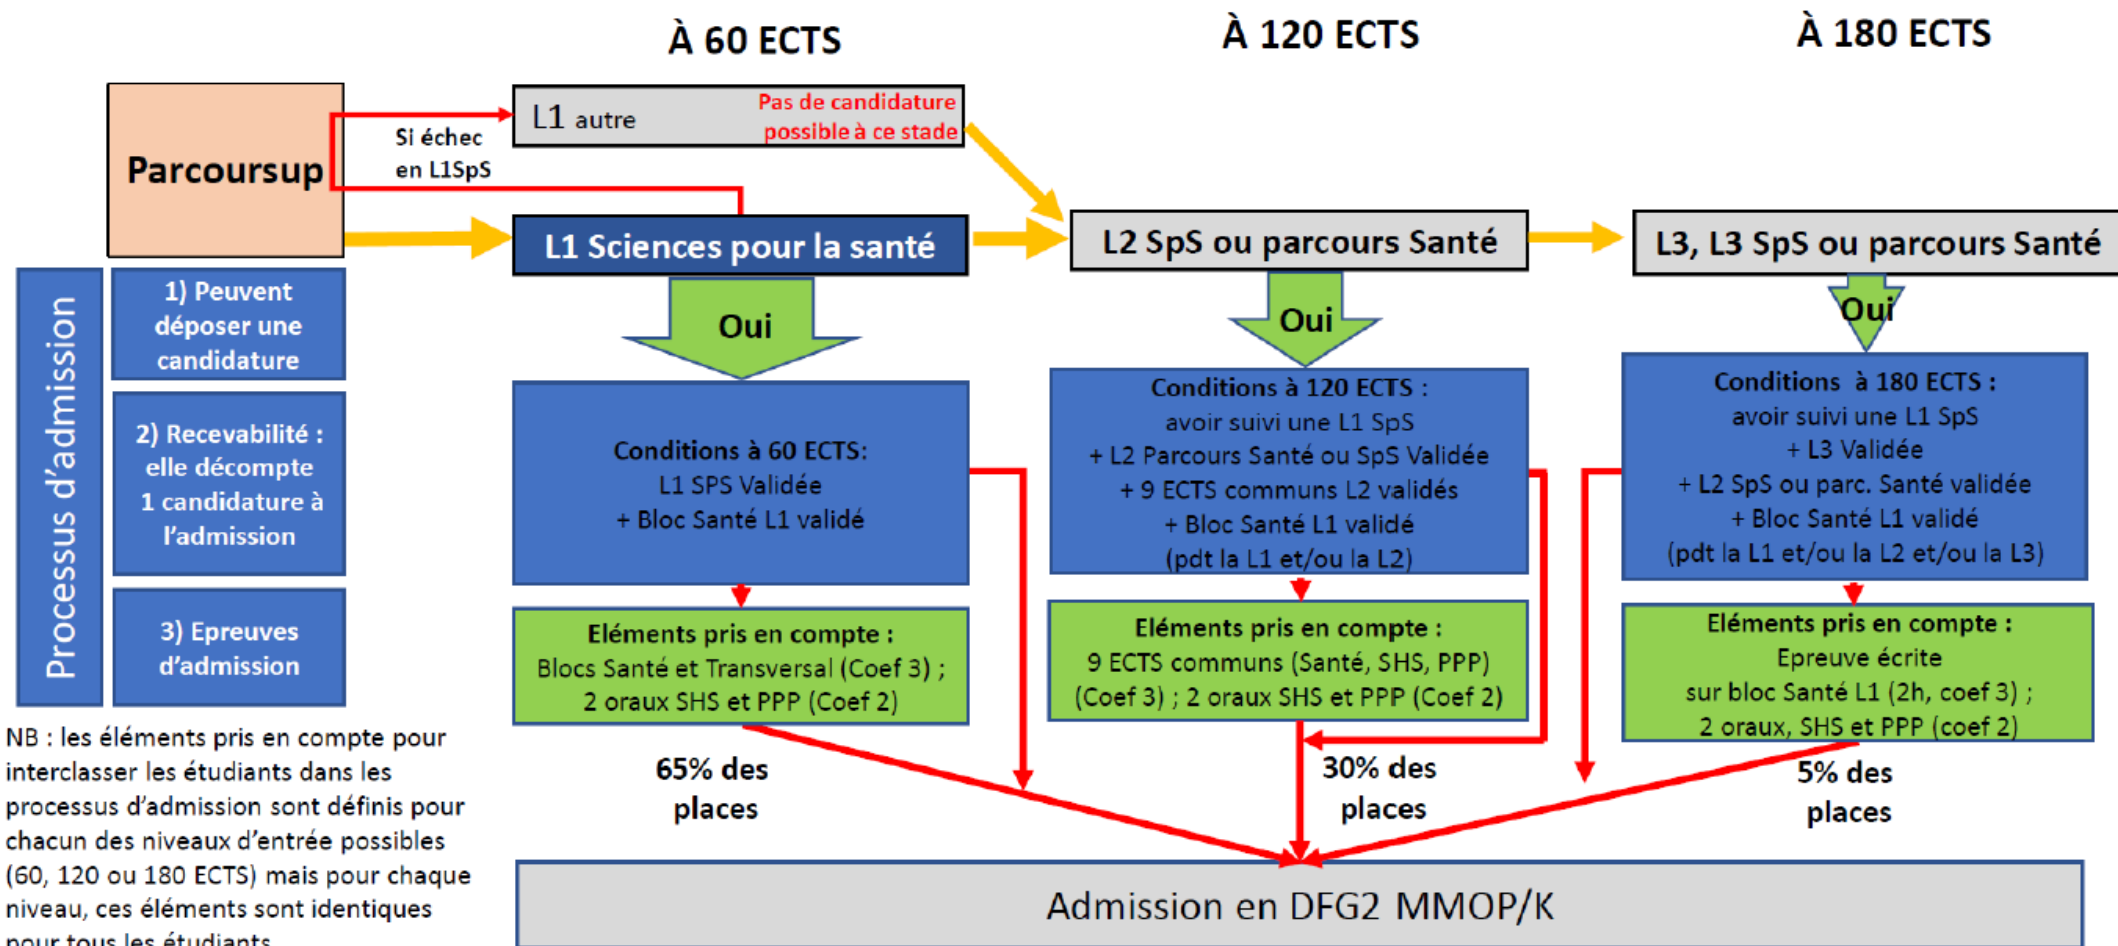 À 60 ECTS
À 120 ECTS
À 180 ECTS
Parcoursup
Si échec
en L1SpS
L1 autre
Pas de candidature
possible à ce stade
L1 Sciences pour la santé
L2 SpS ou parcours Santé
L3, L3 SpS ou parcours Santé
Oui
Oui
Oui
Processus d'admission
1) Peuvent
déposer une
candidature
2) Recevabilité :
elle décompte
1 candidature à
l'admission
3) Epreuves
d'admission
Conditions à 60 ECTS:
L1 SPS Validée
+ Bloc Santé L1 validé
Conditions à 120 ECTS :
avoir suivi une L1 SpS
+ L2 Parcours Santé ou SpS Validée
+ 9 ECTS communs L2 validés
+ Bloc Santé L1 validé
(pdt la L1 et/ou la L2)
Conditions à 180 ECTS :
avoir suivi une L1 SpS
+ L3 Validée
+ L2 SpS ou parc. Santé validée
+ Bloc Santé L1 validé
(pdt la L1 et/ou la L2 et/ou la L3)
Eléments pris en compte :
Blocs Santé et Transversal (Coef 3) ;
2 oraux SHS et PPP (Coef 2)
Eléments pris en compte :
9 ECTS communs (Santé, SHS, PPP)
(Coef 3) ; 2 oraux SHS et PPP (Coef 2)
Eléments pris en compte :
Epreuve écrite
sur bloc Santé L1 (2h, coef 3) ;
2 oraux, SHS et PPP (coef 2)
65% des
places
30% des
places
5% des
places
NB : les éléments pris en compte pour
interclasser les étudiants dans les
processus d'admission sont définis pour
chacun des niveaux d'entrée possibles
(60, 120 ou 180 ECTS) mais pour chaque
niveau, ces éléments sont identiques
pour tous les étudiants
Admission en DFG2 MMOP/K